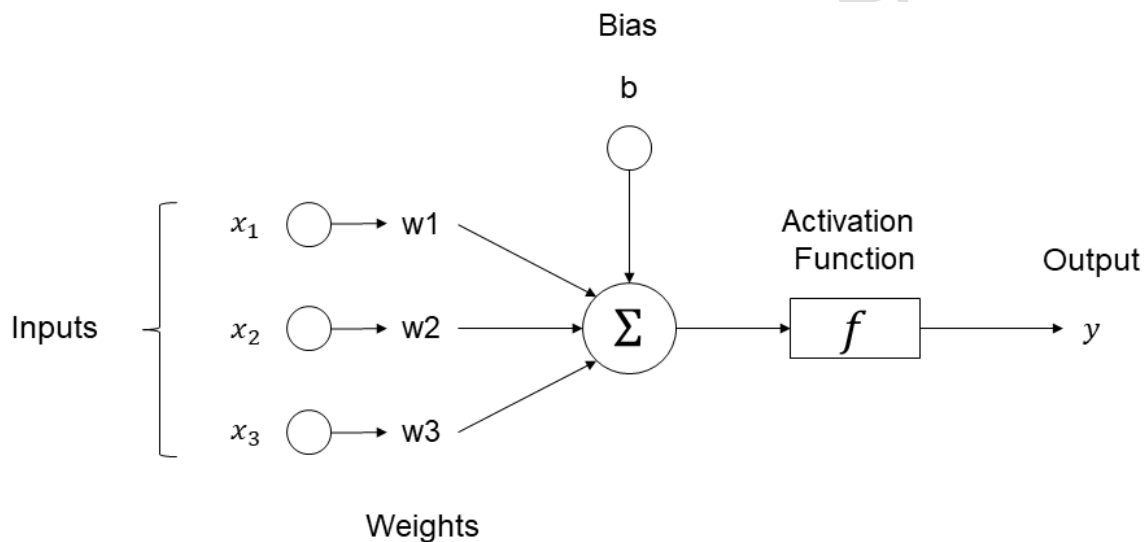 Bias
b
x₁ w1
Activation
Function
Output
Inputs
x₂ w2
Σ
f
y
x₃ w3
Weights